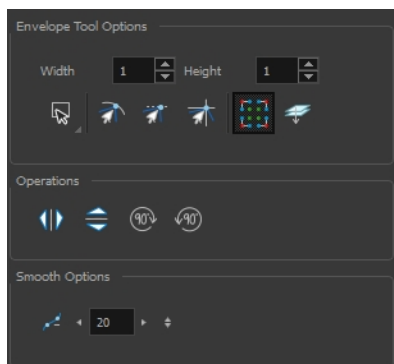 Envelope Tool Options
Width 1 Height 1
Operations
90° 90°
Smooth Options
20